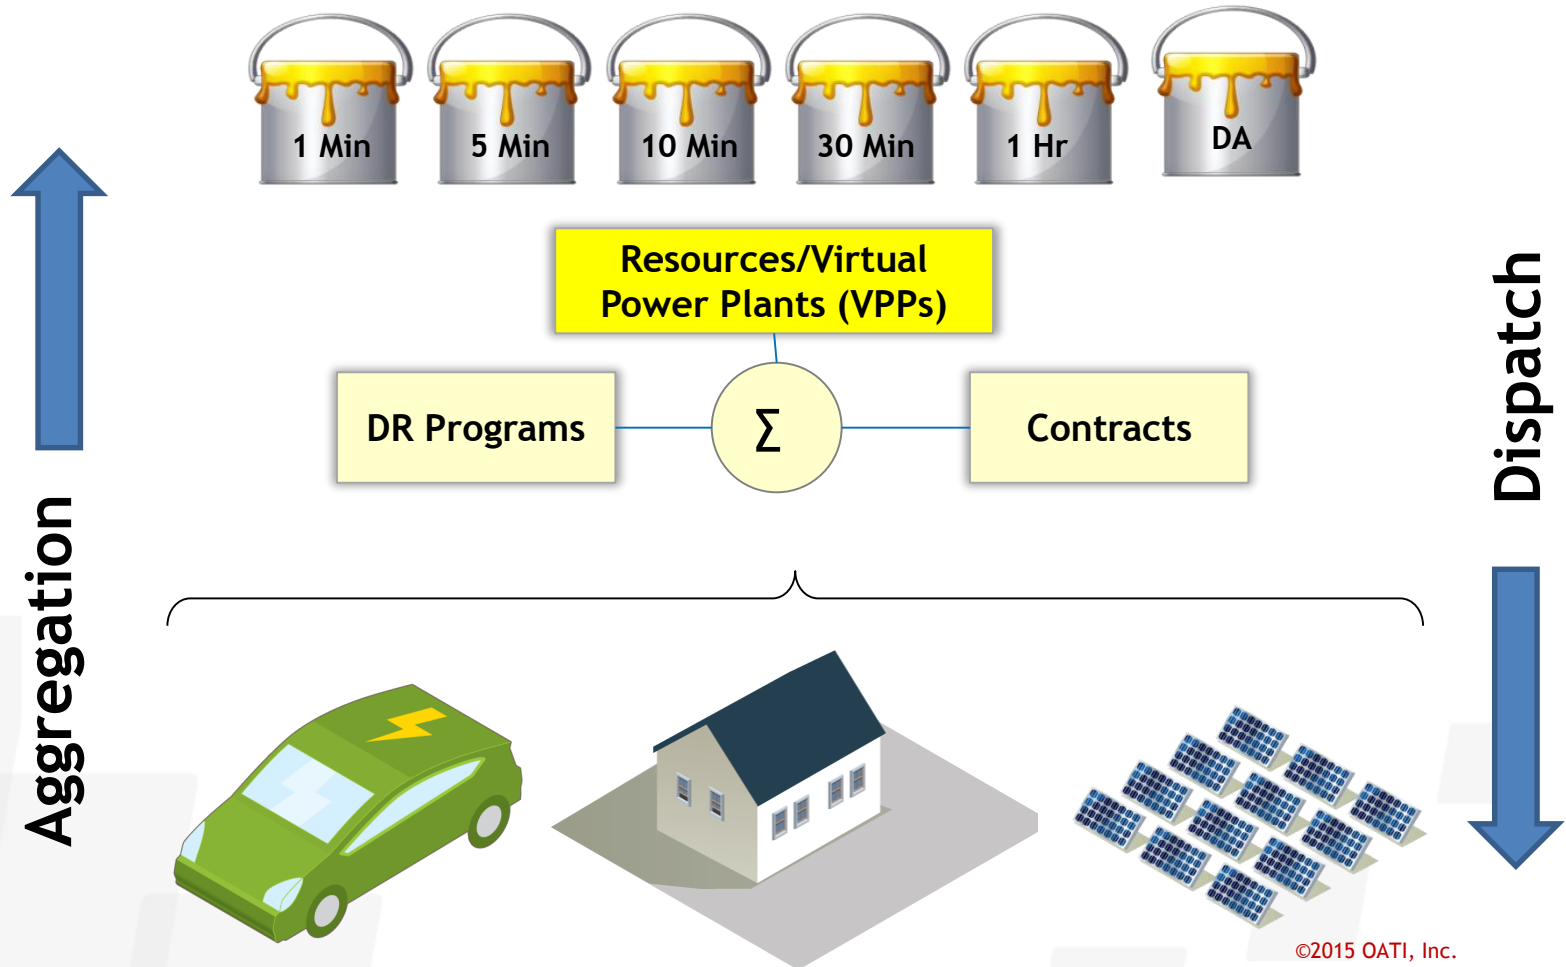 1 Min
5 Min
10 Min
30 Min
1 Hr
DA
Resources/Virtual
Power Plants (VPPs)
DR Programs
Σ
Contracts
Aggregation
Dispatch
©2015 OATI, Inc.